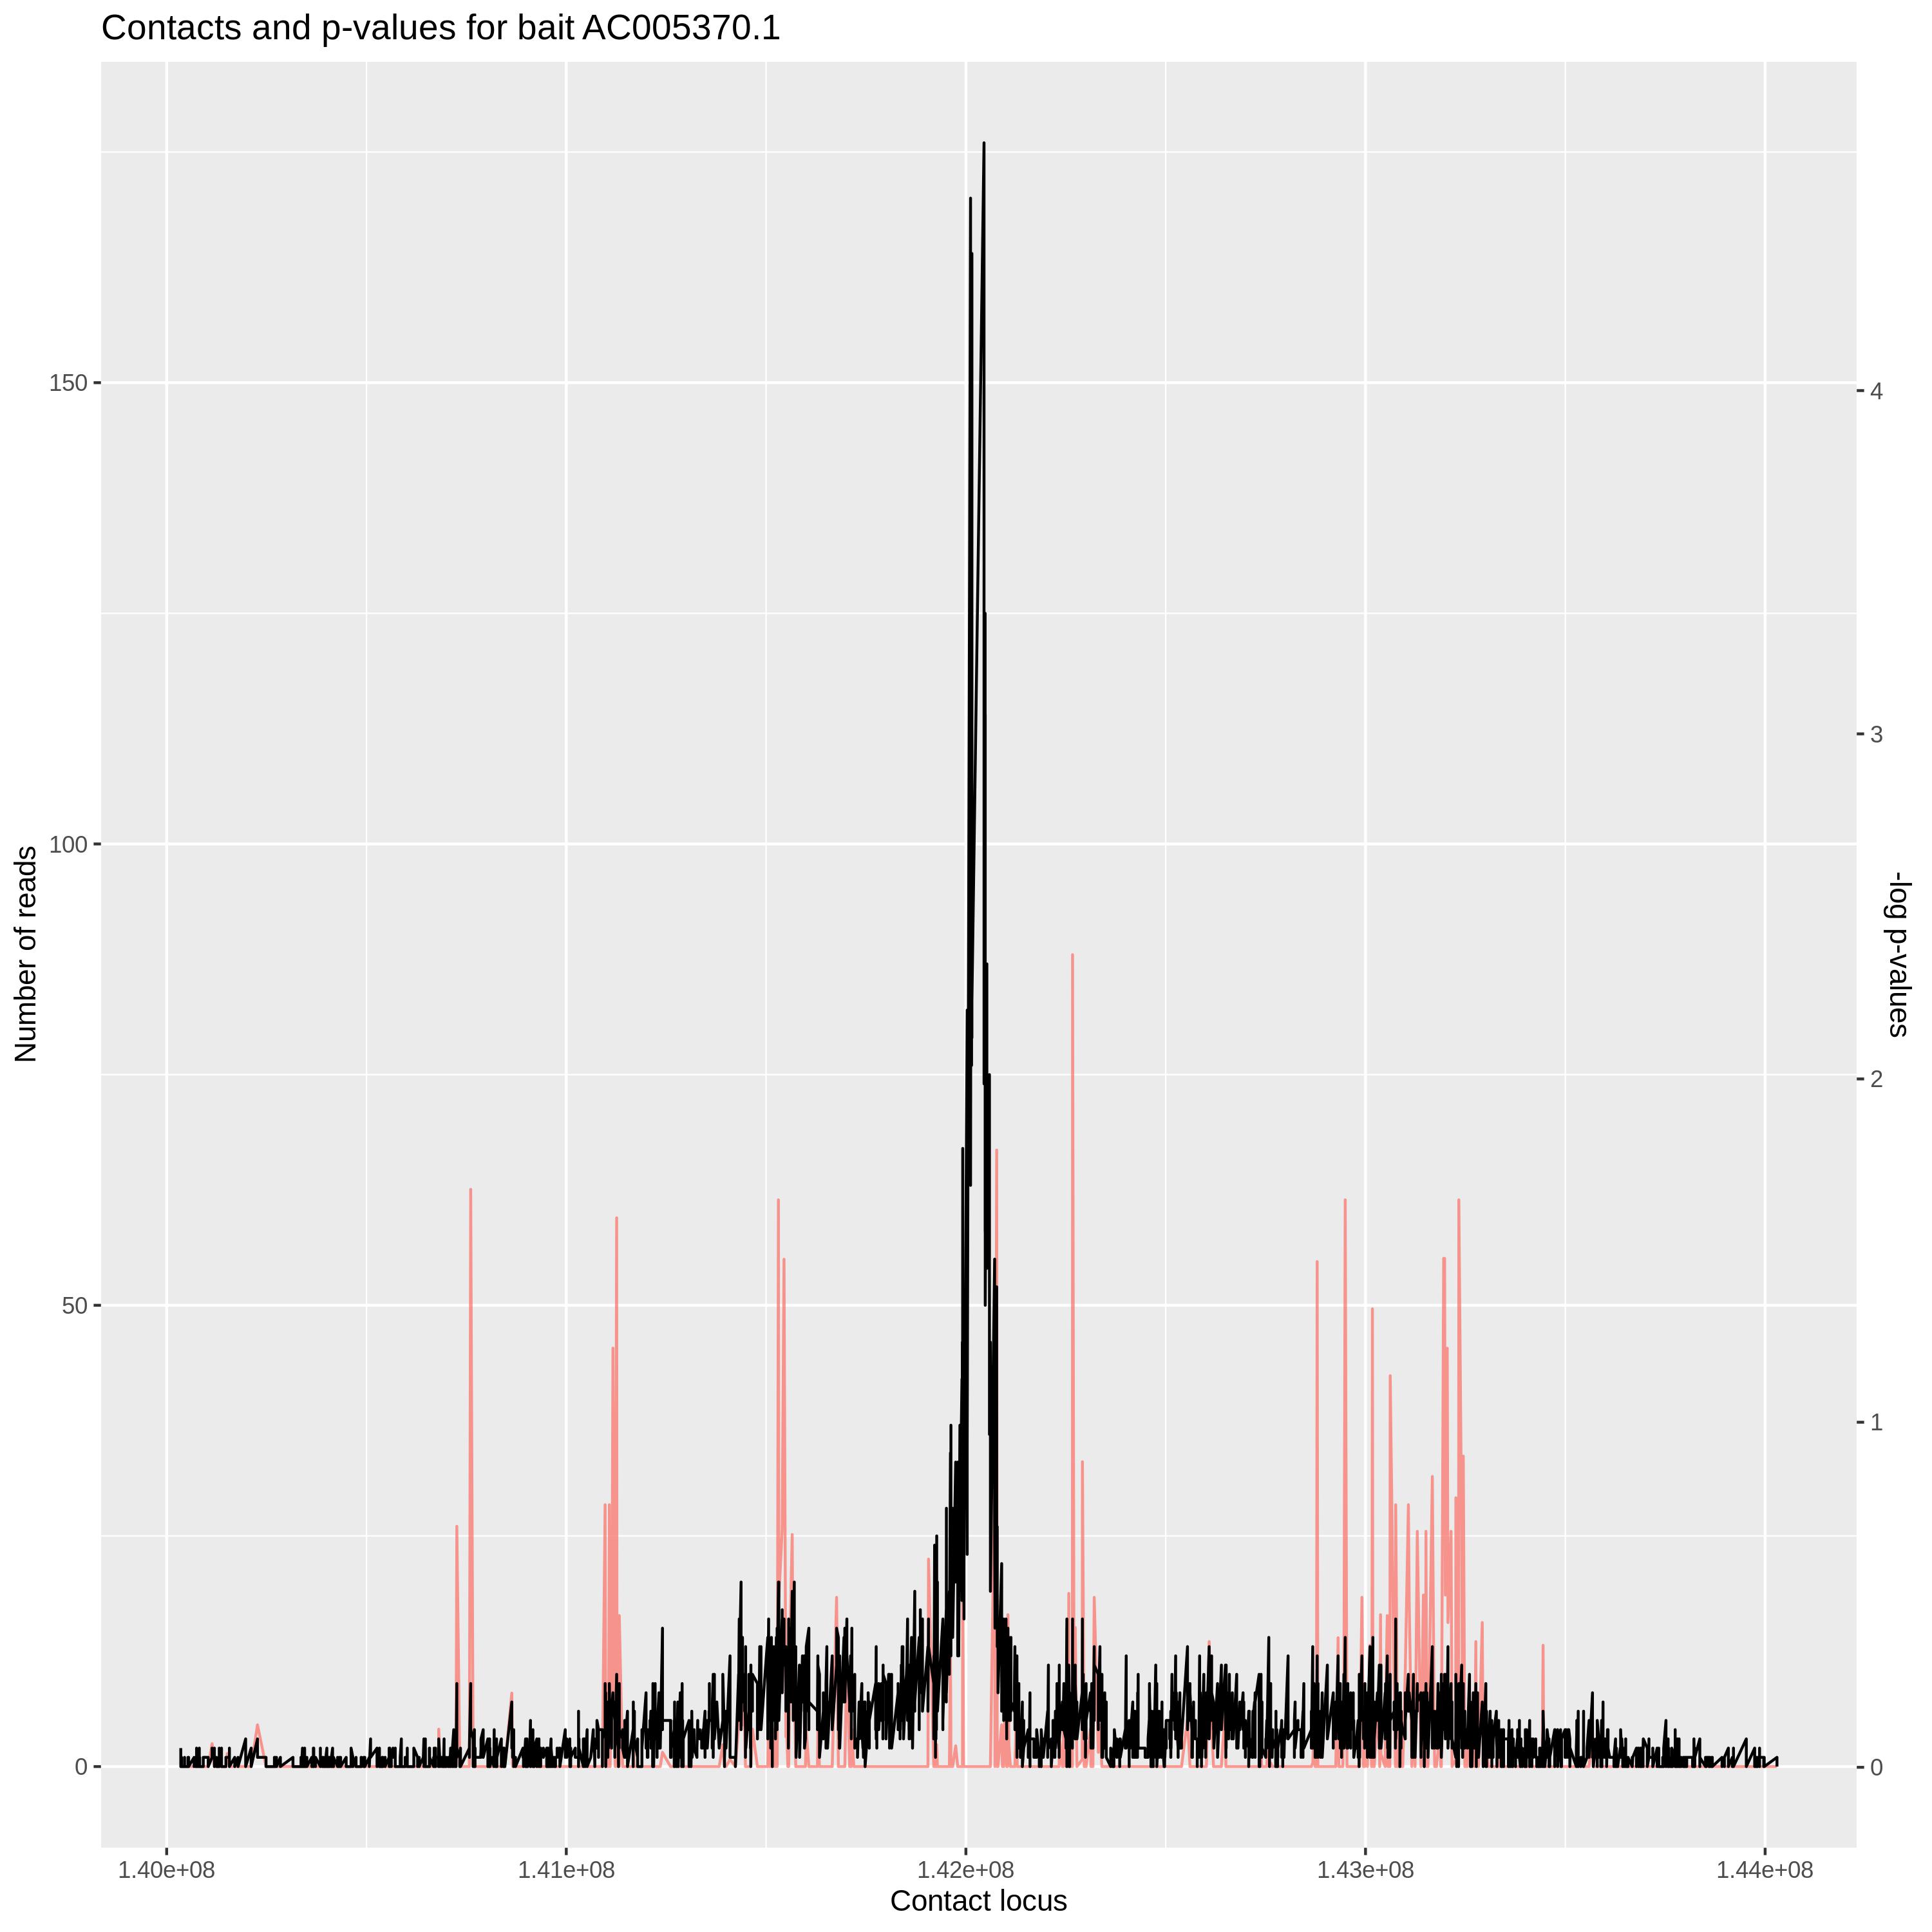 Contacts and p-values for bait AC005370.1
150
100
50
0
4
3
2
1
0
Number of reads
-log p-values
1.40e+08
1.41e+08
1.42e+08
1.43e+08
1.44e+08
Contact locus